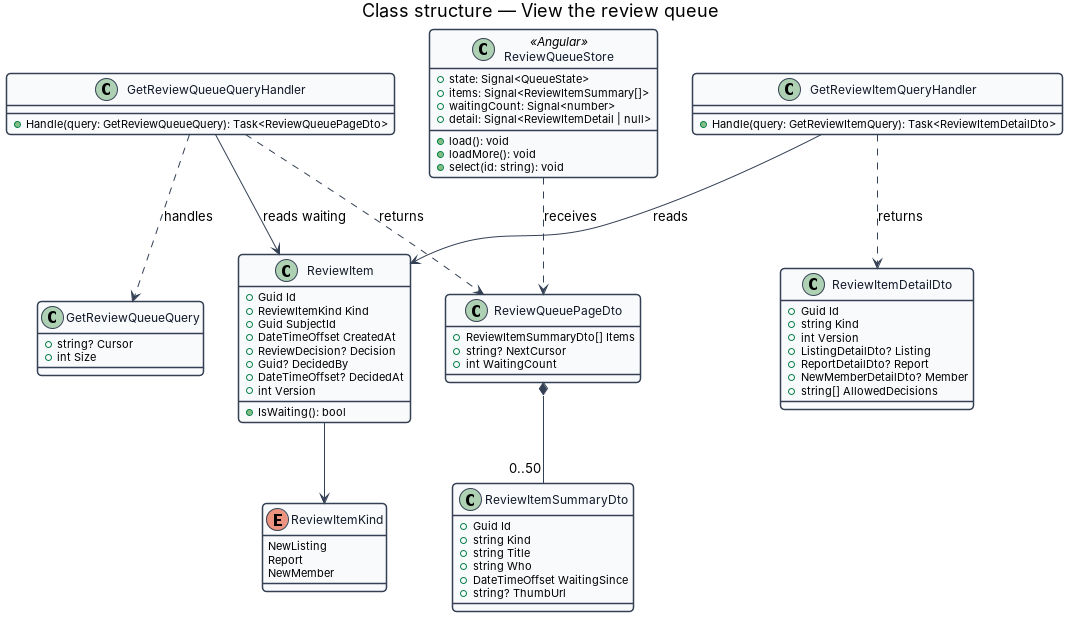 Class structure — View the review queue
«Angular»
ReviewQueueStore
state: Signal<QueueState>
items: Signal<ReviewItemSummary[]>
waitingCount: Signal<number>
detail: Signal<ReviewItemDetail | null>
load(): void
loadMore(): void
select(id: string): void
GetReviewQueueQueryHandler
Handle(query: GetReviewQueueQuery): Task<ReviewQueuePageDto>
GetReviewItemQueryHandler
Handle(query: GetReviewItemQuery): Task<ReviewItemDetailDto>
handles
reads waiting
returns
receives
reads
returns
GetReviewQueueQuery
string? Cursor
int Size
ReviewItem
Guid Id
ReviewItemKind Kind
Guid SubjectId
DateTimeOffset CreatedAt
ReviewDecision? Decision
Guid? DecidedBy
DateTimeOffset? DecidedAt
int Version
IsWaiting(): bool
ReviewQueuePageDto
ReviewItemSummaryDto[] Items
string? NextCursor
int WaitingCount
ReviewItemDetailDto
Guid Id
string Kind
int Version
ListingDetailDto? Listing
ReportDetailDto? Report
NewMemberDetailDto? Member
string[] AllowedDecisions
0..50
ReviewItemKind
NewListing
Report
NewMember
ReviewItemSummaryDto
Guid Id
string Kind
string Title
string Who
DateTimeOffset WaitingSince
string? ThumbUrl